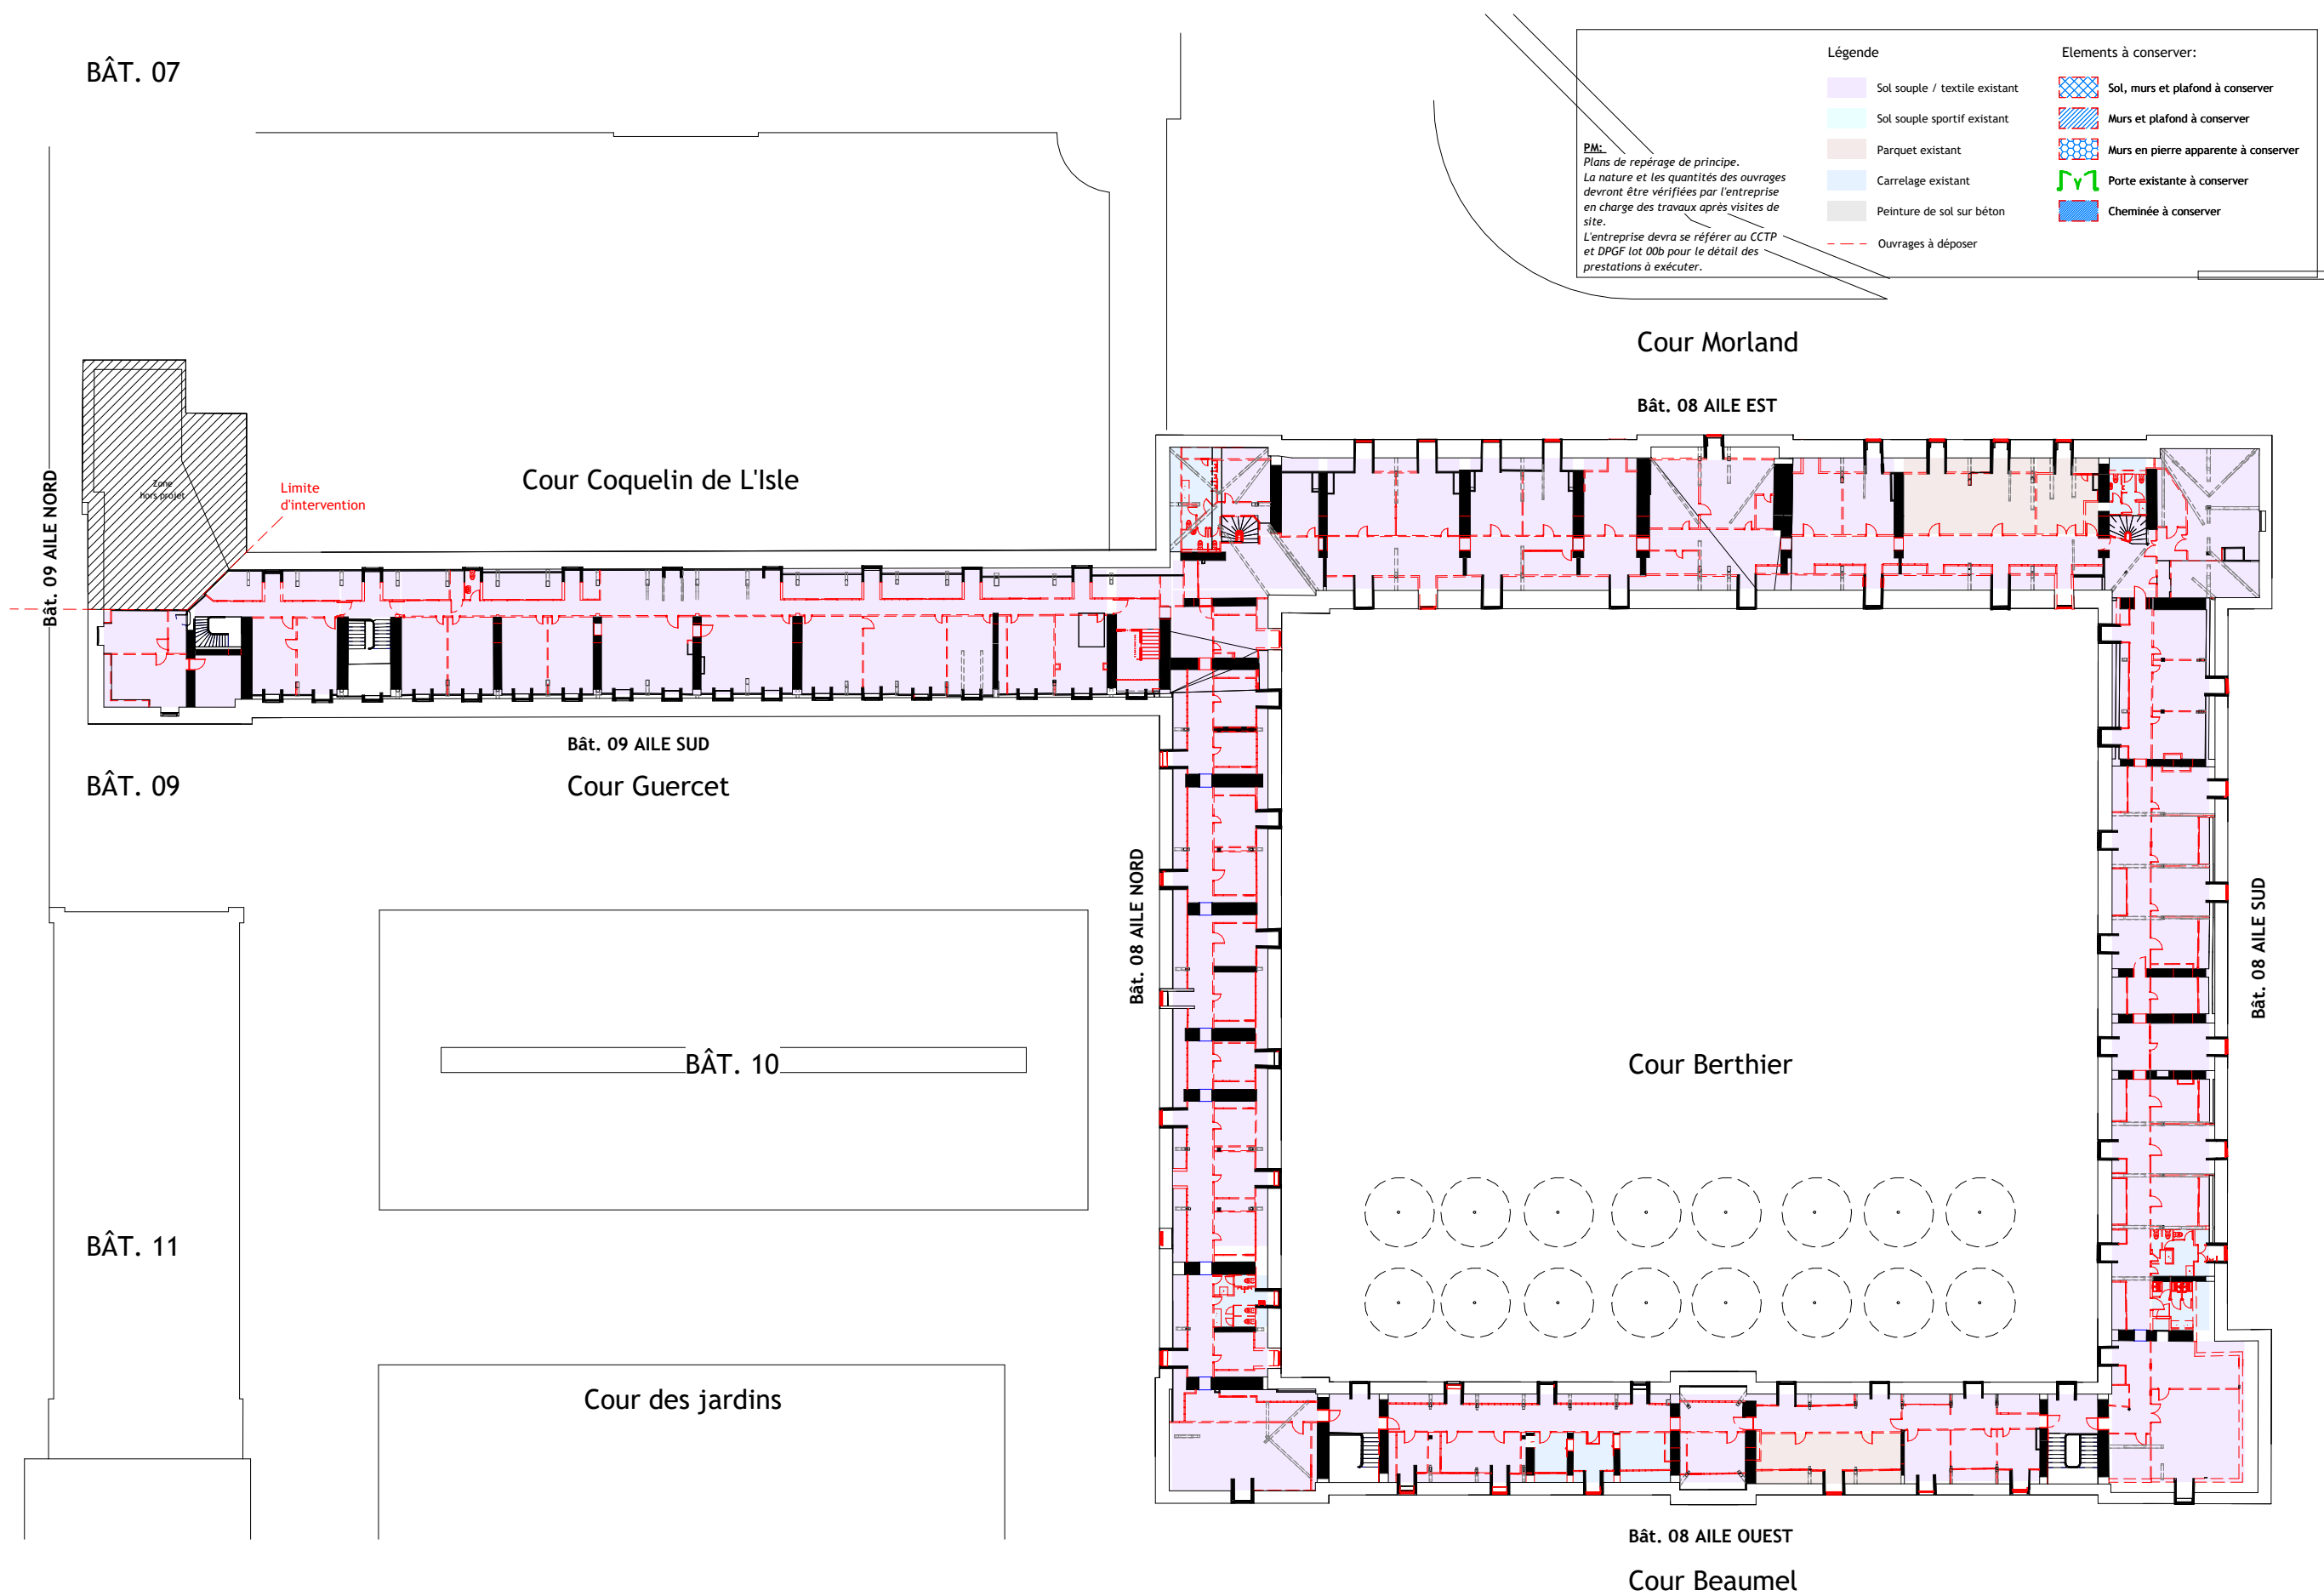 BÂT. 07
Légende
Sol souple / textile existant
Sol souple sportif existant
Parquet existant
Carrelage existant
Peinture de sol sur béton
Ouvrages à déposer
Elements à conserver:
Sol, murs et plafond à conserver
Murs et plafond à conserver
Murs en pierre apparente à conserver
Porte existante à conserver
Cheminée à conserver
PM:
Plans de repérage de principe.
La nature et les quantités des ouvrages
devront être vérifiées par l'entreprise
en charge des travaux après visites de
site.
L'entreprise devra se référer au CCTP
et DPGF lot 00b pour le détail des
prestations à exécuter.
Cour Morland
Bât. 08 AILE EST
Cour Coquelin de L'Isle
Zone
hors projet
Limite
d'intervention
Bât. 09 AILE NORD
Bât. 09 AILE SUD
BÂT. 09
Cour Guercet
Bât. 08 AILE NORD
Bât. 08 AILE SUD
BÂT. 10
Cour Berthier
BÂT. 11
Cour des jardins
Bât. 08 AILE OUEST
Cour Beaumel